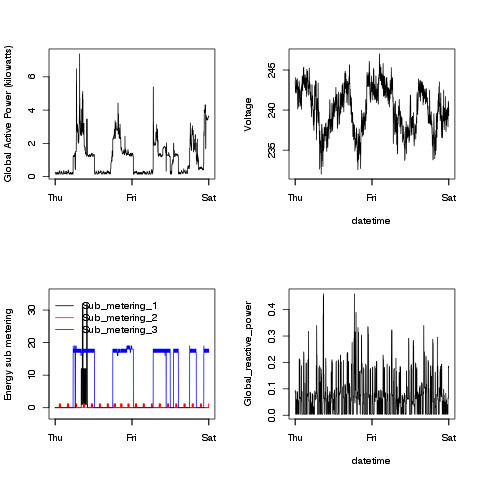 Global Active Power (kilowatts)
0 2 4 6
Thu Fri Sat
Voltage
235 240 245
Thu Fri Sat
datetime
Energy sub metering
0 10 20 30
Sub_metering_1
Sub_metering_2
Sub_metering_3
Thu Fri Sat
Global_reactive_power
0.0 0.1 0.2 0.3 0.4
Thu Fri Sat
datetime